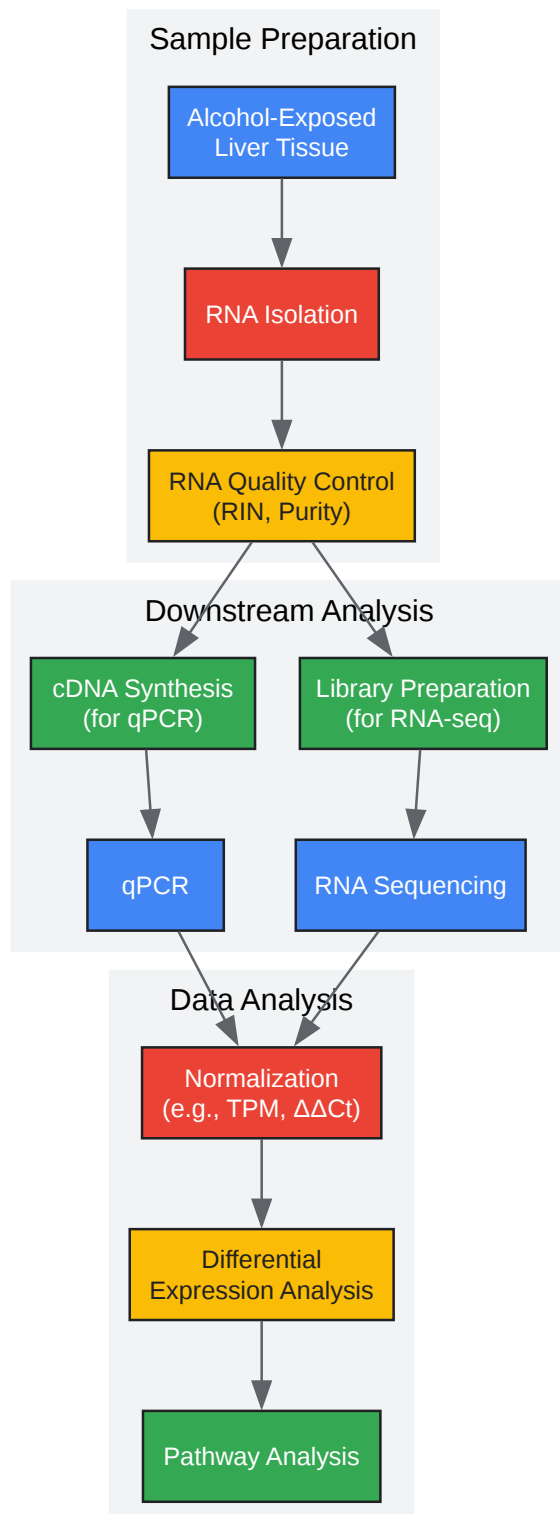 Sample Preparation
Alcohol-Exposed
Liver Tissue
RNA Isolation
RNA Quality Control
(RIN, Purity)
Downstream Analysis
cDNA Synthesis
(for qPCR)
Library Preparation
(for RNA-seq)
qPCR
RNA Sequencing
Data Analysis
Normalization
(e.g., TPM, ΔΔCt)
Differential
Expression Analysis
Pathway Analysis